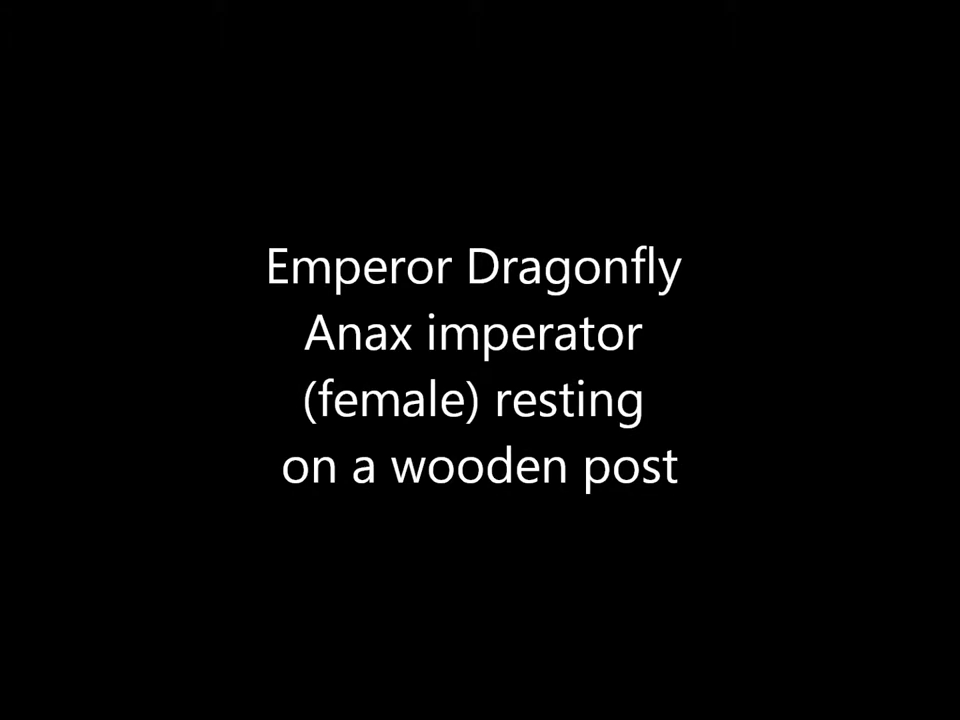 Emperor Dragonfly
Anax imperator
(female) resting
on a wooden post